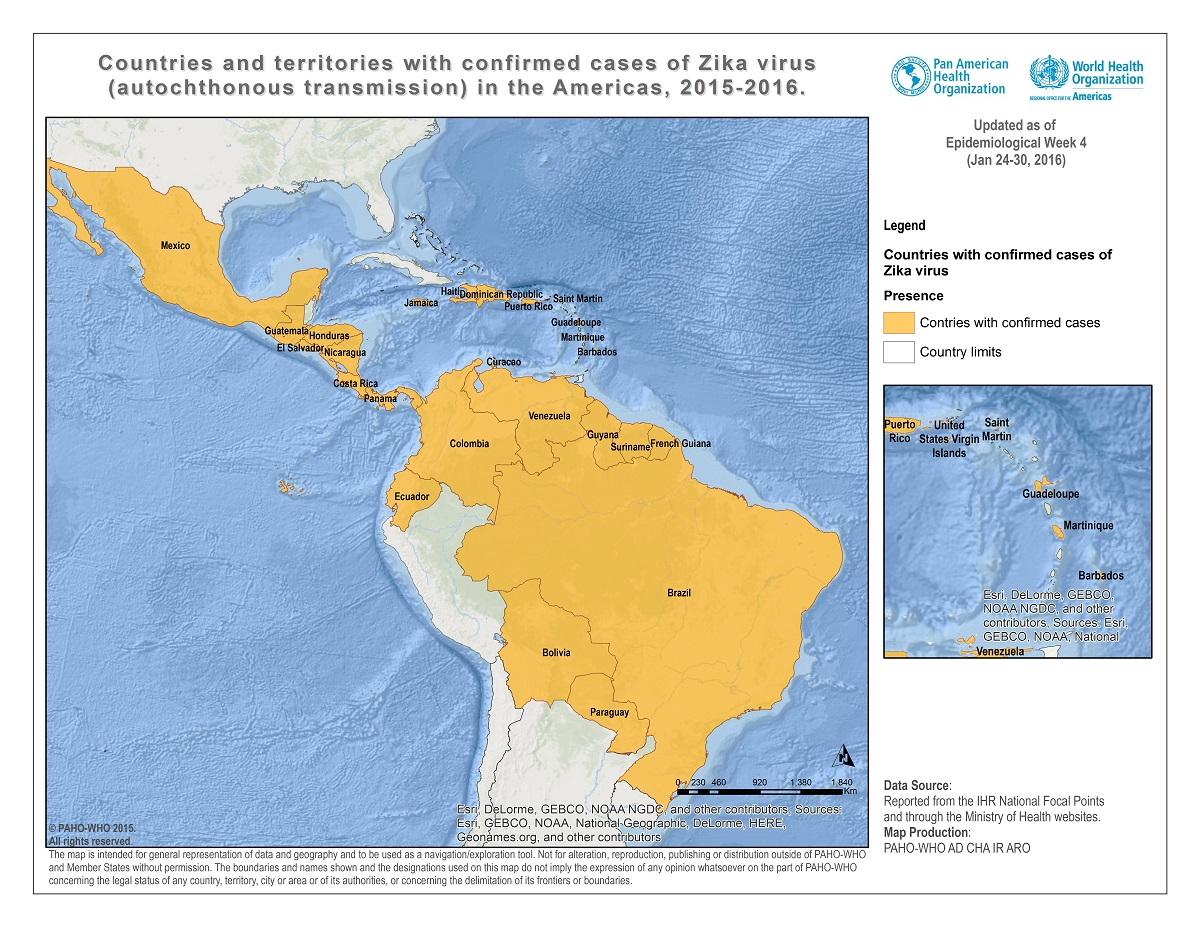 Countries and territories with confirmed cases of Zika virus
(autochthonous transmission) in the Americas, 2015-2016.
Pan American
Health
Organization
World Health
Organization
REGIONAL OFFICE FOR THE Americas
Updated as of
Epidemiological Week 4
(Jan 24-30, 2016)
Legend
Countries with confirmed cases of
Zika virus
Presence
Contries with confirmed cases
Country limits
Mexico
Haiti
Dominican Republic
Jamaica
Puerto Rico
Saint Martin
Guadeloupe
Martinique
Barbados
Guatemala
Honduras
El Salvador
Nicaragua
Costa Rica
Panama
Curacao
Venezuela
Colombia
Guyana
Suriname
French Guiana
Ecuador
Brazil
Bolivia
Paraguay
N
0 230 460 920 1.380 1.840
Km
Esri, DeLorme, GEBCO, NOAA NGDC, and other contributors, Sources:
Esri, GEBCO, NOAA, National Geographic, DeLorme, HERE,
Geonames.org, and other contributors
© PAHO-WHO 2015.
All rights reserved.
Puerto
Rico
United
States Virgin
Islands
Saint
Martin
Guadeloupe
Martinique
Barbados
Esri, DeLorme, GEBCO,
NOAA NGDC, and other
contributors, Sources: Esri,
GEBCO, NOAA, National
Venezuela
Data Source:
Reported from the IHR National Focal Points
and through the Ministry of Health websites.
Map Production:
PAHO-WHO AD CHA IR ARO
The map is intended for general representation of data and geography and to be used as a navigation/exploration tool. Not for alteration, reproduction, publishing or distribution outside of PAHO-WHO
and Member States without permission. The boundaries and names shown and the designations used on this map do not imply the expression of any opinion whatsoever on the part of PAHO-WHO
concerning the legal status of any country, territory, city or area or of its authorities, or concerning the delimitation of its frontiers or boundaries.